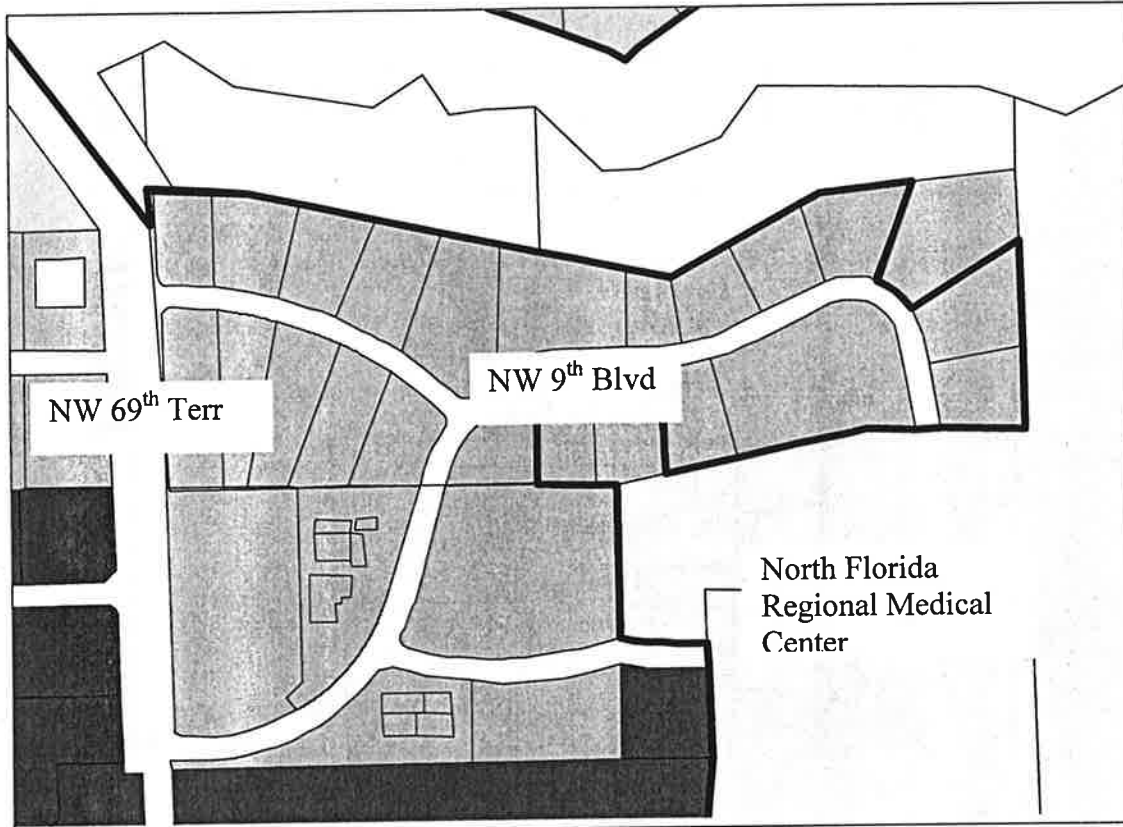 NW 9th Blvd
NW 69th Terr
North Florida
Regional Medical
Center